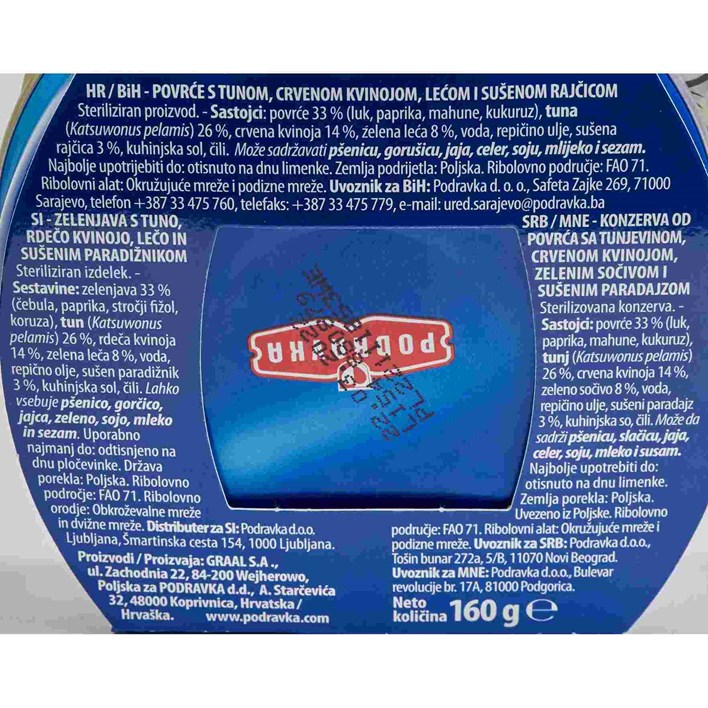 HR / BiH - POVRĆE S TUNOM, CRVENOM KVINOJOM, LEĆOM I SUŠENOM RAJČICOM
Steriliziran proizvod. - Sastojci: povrće 33 % (luk, paprika, mahune, kukuruz), tuna
(Katsuwonus pelamis) 26 %, crvena kvinoja 14 %, zelena leća 8 %, voda, repičino ulje, sušena
rajčica 3 %, kuhinjska sol, čili. Može sadržavati pšenicu, gorušicu, jaja, celer, soju, mlijeko i sezam.
Najbolje upotrijebiti do: otisnuto na dnu limenke. Zemlja podrijetla: Poljska. Ribolovno područje: FAO 71.
Ribolovni alat: Okružujuće mreže i podizne mreže. Uvoznik za BiH: Podravka d. o. o., Safeta Zajke 269, 71000
Sarajevo, telefon +387 33 475 760, telefaks: +387 33 475 779, e-mail: ured.sarajevo@podravka.ba
SI - ZELENJAVA S TUNO,
RDEČO KVINOJO, LEČO IN
SUŠENIM PARADIŽNIKOM
Steriliziran izdelek. -
Sestavine: zelenjava 33 %
(čebula, paprika, stročji fižol,
koruza), tun (Katsuwonus
pelamis) 26 %, rdeča kvinoja
14 %, zelena leča 8 %, voda,
repično olje, sušen paradižnik
3 %, kuhinjska sol, čili. Lahko
vsebuje pšenico, gorčico,
jajca, zeleno, sojo, mleko
in sezam. Uporabno
najmanj do: odtisnjeno na
dnu pločevinke. Država
porekla: Poljska. Ribolovno
področje: FAO 71. Ribolovno
orodje: Obkroževalne mreže
in dvižne mreže. Distributer za SI: Podravka d.o.o.
Ljubljana, Šmartinska cesta 154, 1000 Ljubljana.
Proizvodi / Proizvaja: GRAAL S.A.,
ul. Zachodnia 22, 84-200 Wejherowo,
Poljska za PODRAVKA d.d., A. Starčevića
32, 48000 Koprivnica, Hrvatska /
Hrvaška. www.podravka.com
PODRAVKA
SRB / MNE - KONZERVA OD
POVRĆA SA TUNJEVINOM,
CRVENOM KVINOJOM,
ZELENIM SOČIVOM I
SUŠENIM PARADAJZOM
Sterilizovana konzerva. -
Sastojci: povrće 33 % (luk,
paprika, mahune, kukuruz),
tunj (Katsuwonus pelamis)
26 %, crvena kvinoja 14 %,
zeleno sočivo 8 %, voda,
repičino ulje, sušeni paradajz
3 %, kuhinjska so, čili. Može da
sadrži pšenicu, slačicu, jaja,
celer, soju, mleko i susam.
Najbolje upotrebiti do:
otisnuto na dnu limenke.
Zemlja porekla: Poljska.
Uvezeno iz Poljske. Ribolovno
područje: FAO 71. Ribolovni alat: Okružujuće mreže i
podizne mreže. Uvoznik za SRB: Podravka d.o.o.,
Tošin bunar 272a, 5/B, 11070 Novi Beograd.
Uvoznik za MNE: Podravka d.o.o., Bulevar
revolucije br. 17A, 81000 Podgorica.
Neto
količina 160 g e